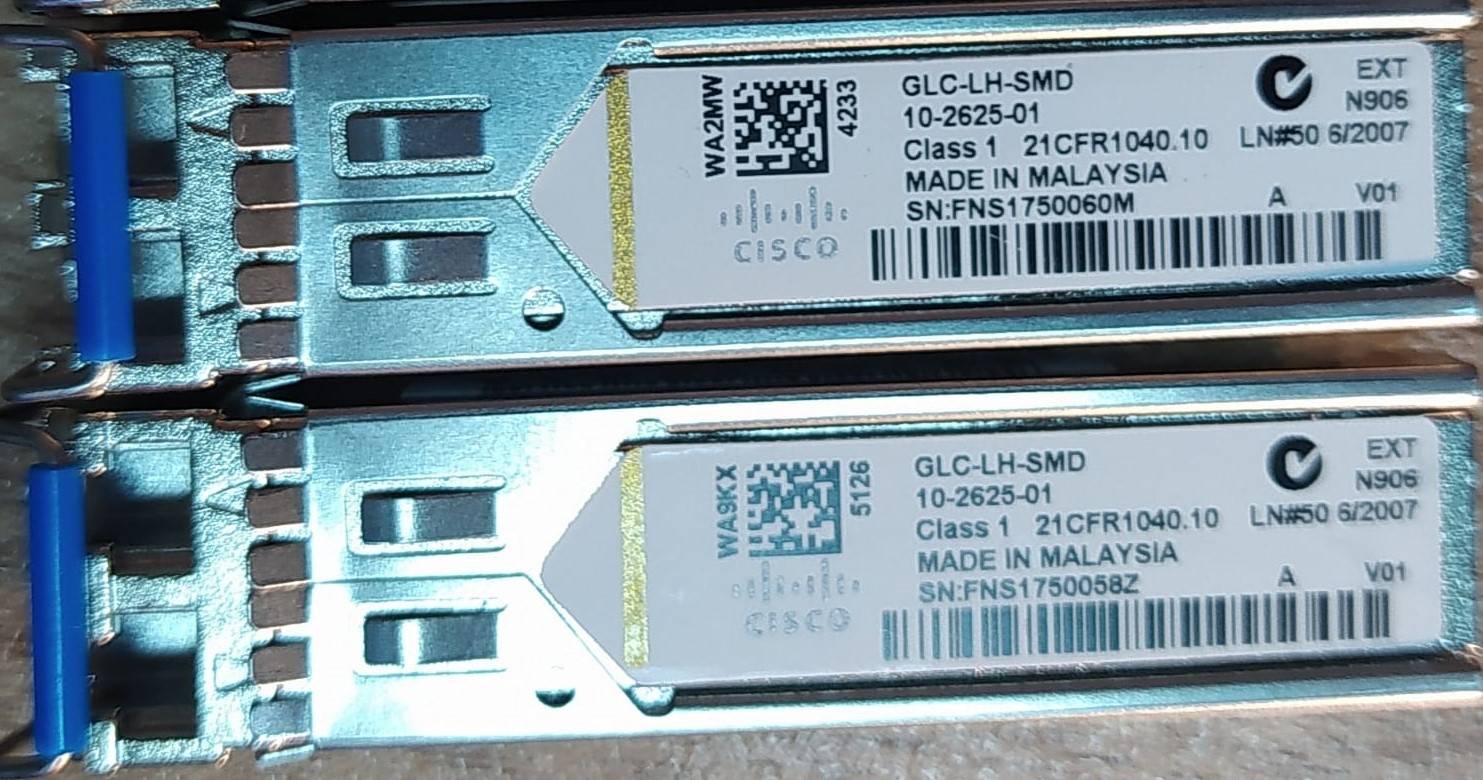 WA2MW
4233
CISCO
GLC-LH-SMD
10-2625-01
Class 1 21CFR1040.10
MADE IN MALAYSIA
SN:FNS1750060M
EXT
N906
LN#50 6/2007
A V01
WA9KX
5126
CISCO
GLC-LH-SMD
10-2625-01
Class 1 21CFR1040.10
MADE IN MALAYSIA
SN:FNS1750058Z
EXT
N906
LN#50 6/2007
A V01